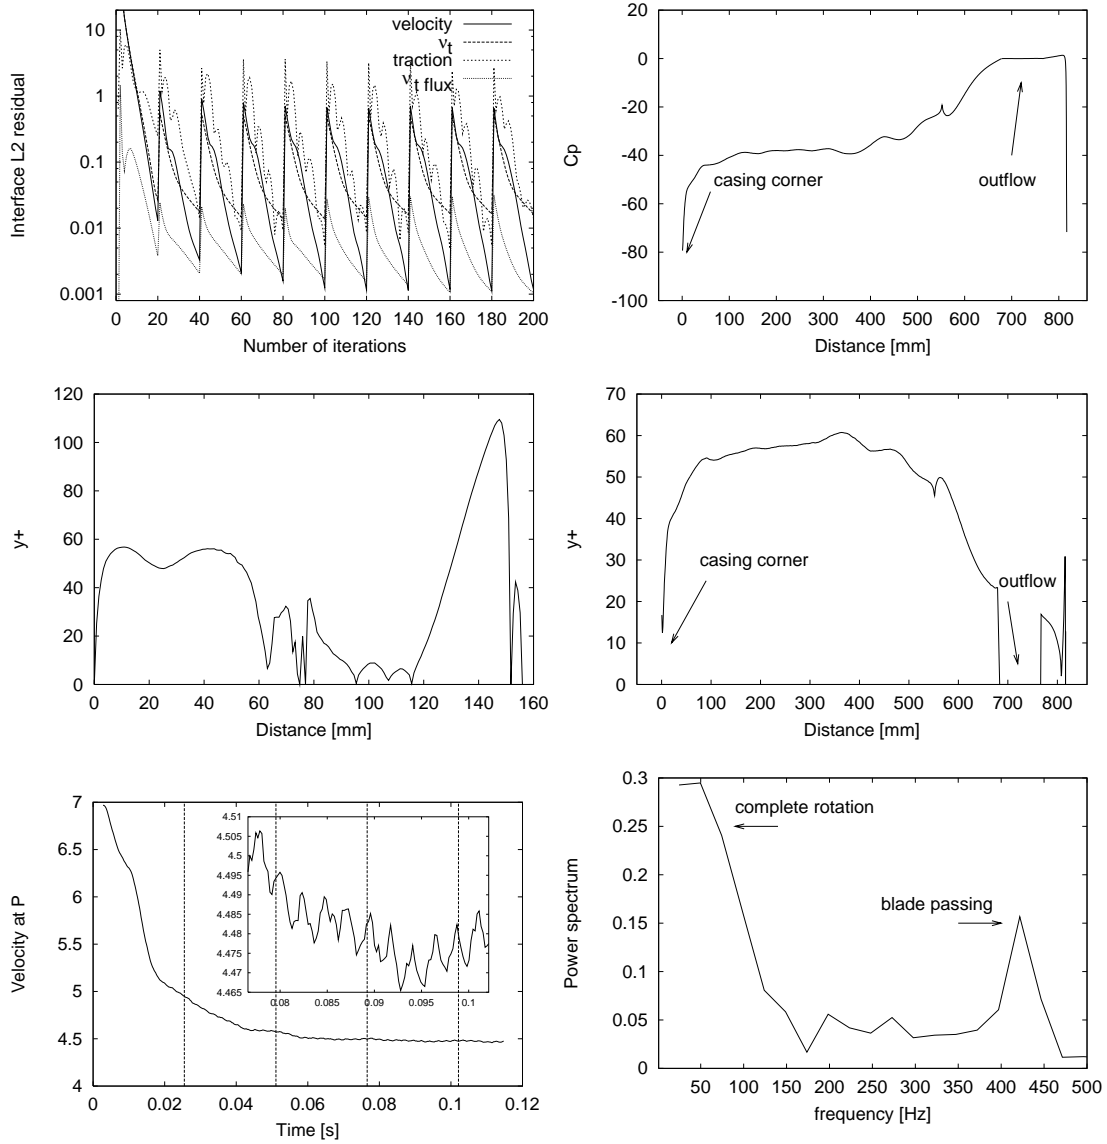 Interface L2 residual
10
1
0.1
0.01
0.001
velocity
νt
traction
νt flux
0 20 40 60 80 100 120 140 160 180 200
Number of iterations
Cp
20
0
-20
-40
-60
-80
-100
casing corner
outflow
0 100 200 300 400 500 600 700 800
Distance [mm]
y+
120
100
80
60
40
20
0
0 20 40 60 80 100 120 140 160
Distance [mm]
y+
70
60
50
40
30
20
10
0
casing corner
outflow
0 100 200 300 400 500 600 700 800
Distance [mm]
Velocity at P
7
6.5
6
5.5
5
4.5
4
4.51
4.505
4.5
4.495
4.49
4.485
4.48
4.475
4.47
4.465
0.08 0.085 0.09 0.095 0.1
0 0.02 0.04 0.06 0.08 0.1 0.12
Time [s]
Power spectrum
0.3
0.25
0.2
0.15
0.1
0.05
0
complete rotation
blade passing
50 100 150 200 250 300 350 400 450 500
frequency [Hz]